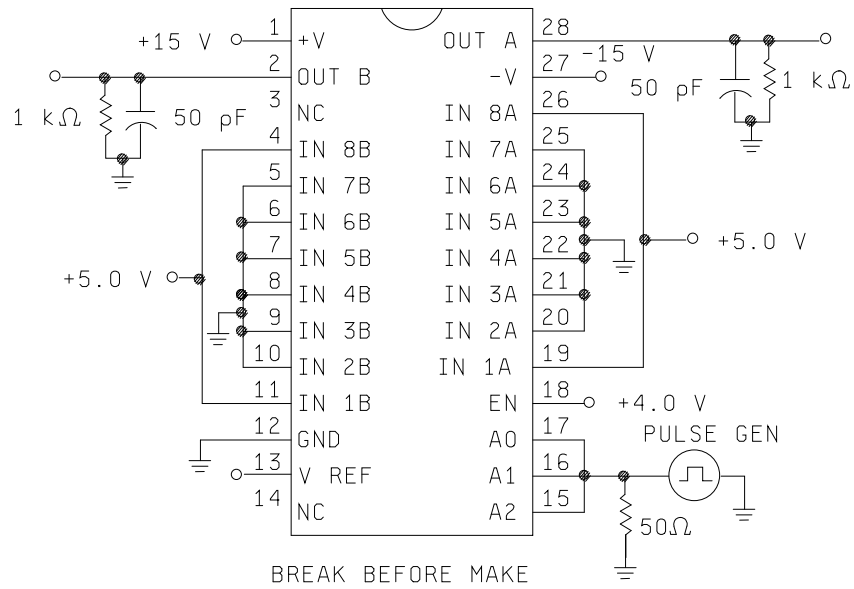 1 +V OUT A 28
+15 V
-15 V
2 OUT B -V 27
50 pF 1 kΩ
3 NC IN 8A 26
1 kΩ 50 pF
4 IN 8B IN 7A 25
5 IN 7B IN 6A 24
6 IN 6B IN 5A 23
7 IN 5B IN 4A 22
+5.0 V
+5.0 V
8 IN 4B IN 3A 21
9 IN 3B IN 2A 20
10 IN 2B IN 1A 19
11 IN 1B EN 18
+4.0 V
12 GND A0 17
PULSE GEN
13 V REF A1 16
14 NC A2 15
50Ω
BREAK BEFORE MAKE